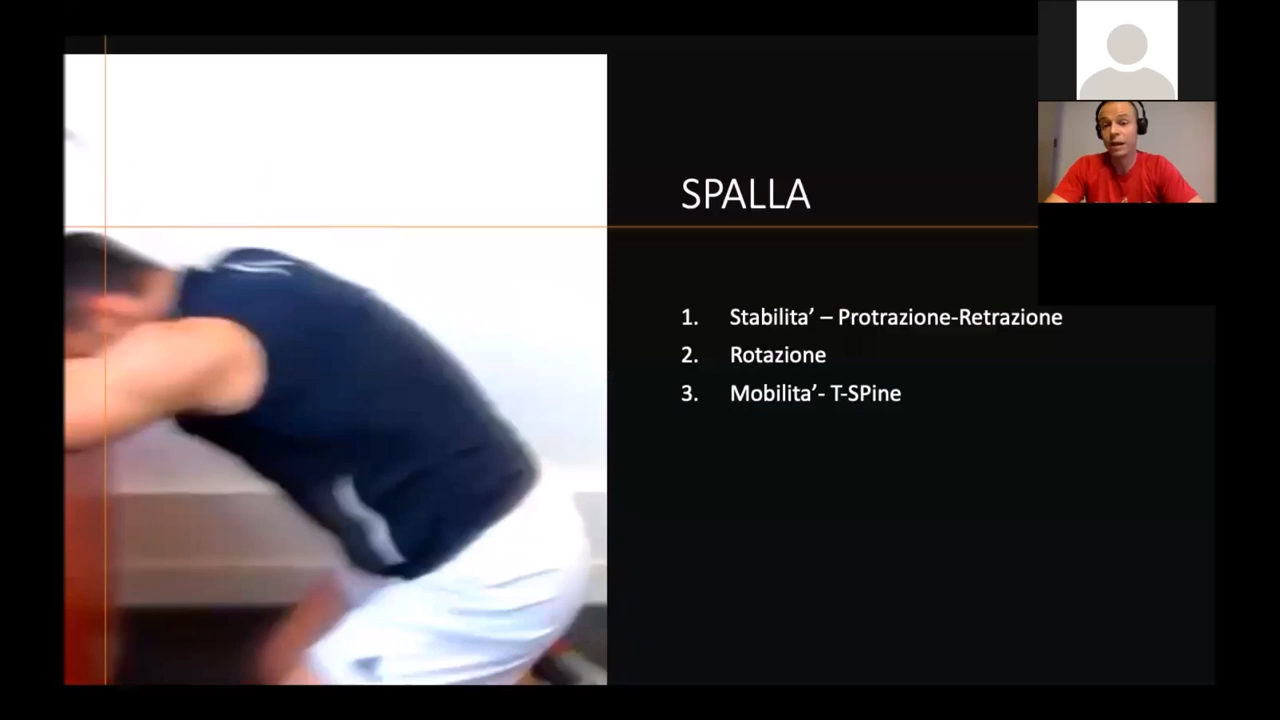 SPALLA
1. Stabilita’ – Protrazione-Retrazione
2. Rotazione
3. Mobilita’- T-SPine